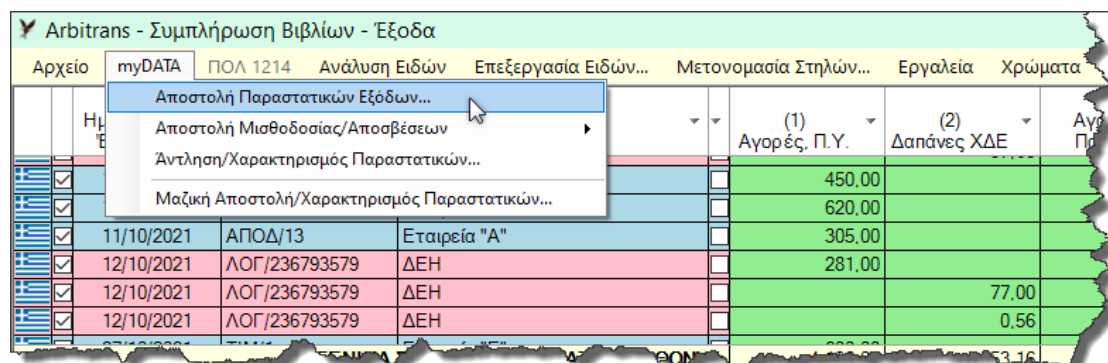 Arbitrans - Συμπλήρωση Βιβλίων - Έξοδα
Αρχείο myDATA ΠΟΛ 1214 Ανάλυση Ειδών Επεξεργασία Ειδών... Μετονομασία Στηλών... Εργαλεία Χρώματα
Αποστολή Παραστατικών Εξόδων...
Αποστολή Μισθοδοσίας/Αποσβέσεων
Άντληση/Χαρακτηρισμός Παραστατικών...
Μαζική Αποστολή/Χαρακτηρισμός Παραστατικών...
(1) (2)
Αγορές, Π.Υ. Δαπάνες ΧΔΕ
450,00
620,00
11/10/2021 ΑΠΟΔ/13 Εταιρεία "Α" 305,00
12/10/2021 ΛΟΓ/236793579 ΔΕΗ 281,00
12/10/2021 ΛΟΓ/236793579 ΔΕΗ 77,00
12/10/2021 ΛΟΓ/236793579 ΔΕΗ 0,56